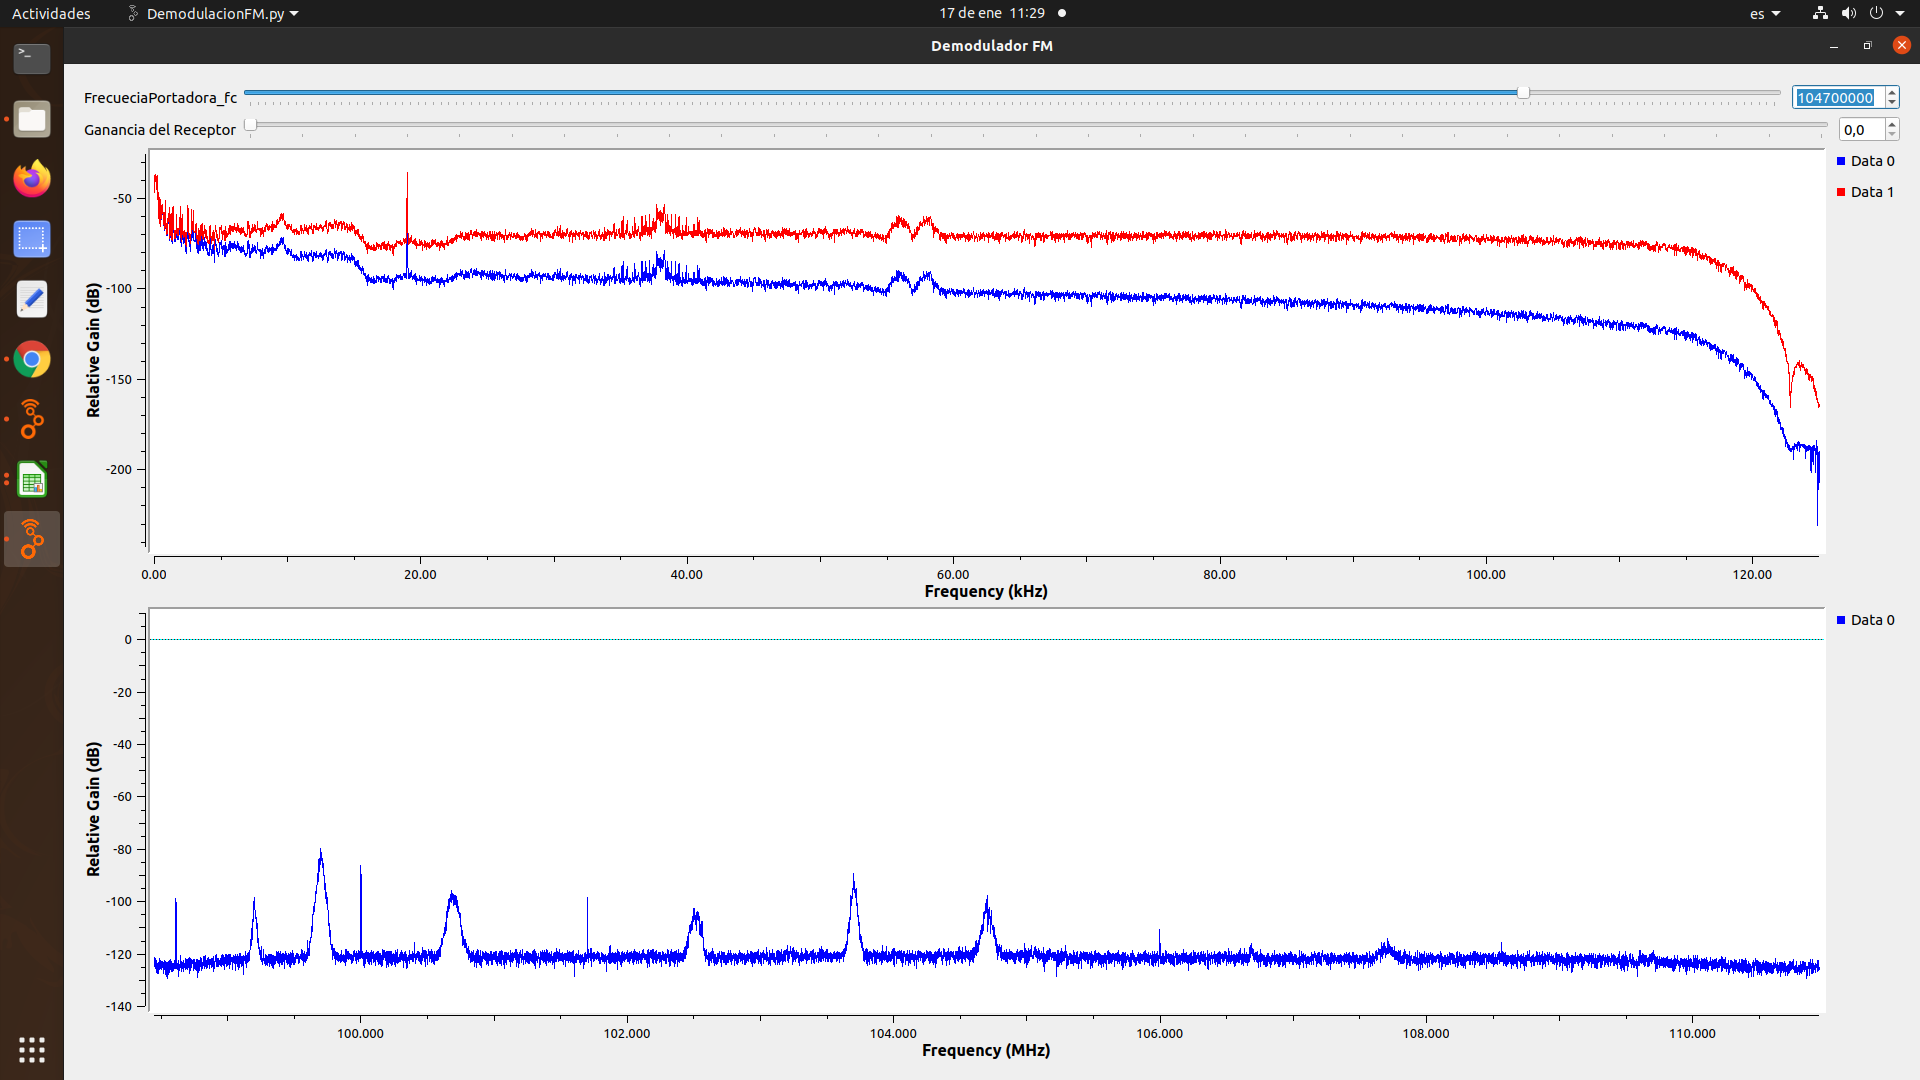 Actividades DemodulacionFM.py 17 de ene 11:29 es
Demodulador FM
FrecueciaPortadora_fc 104700000
Ganancia del Receptor 0,0
Data 0
Data 1
-50
-100
-150
-200
Relative Gain (dB)
0.00 20.00 40.00 60.00 80.00 100.00 120.00
Frequency (kHz)
Data 0
0
-20
-40
-60
-80
-100
-120
-140
Relative Gain (dB)
100.000 102.000 104.000 106.000 108.000 110.000
Frequency (MHz)